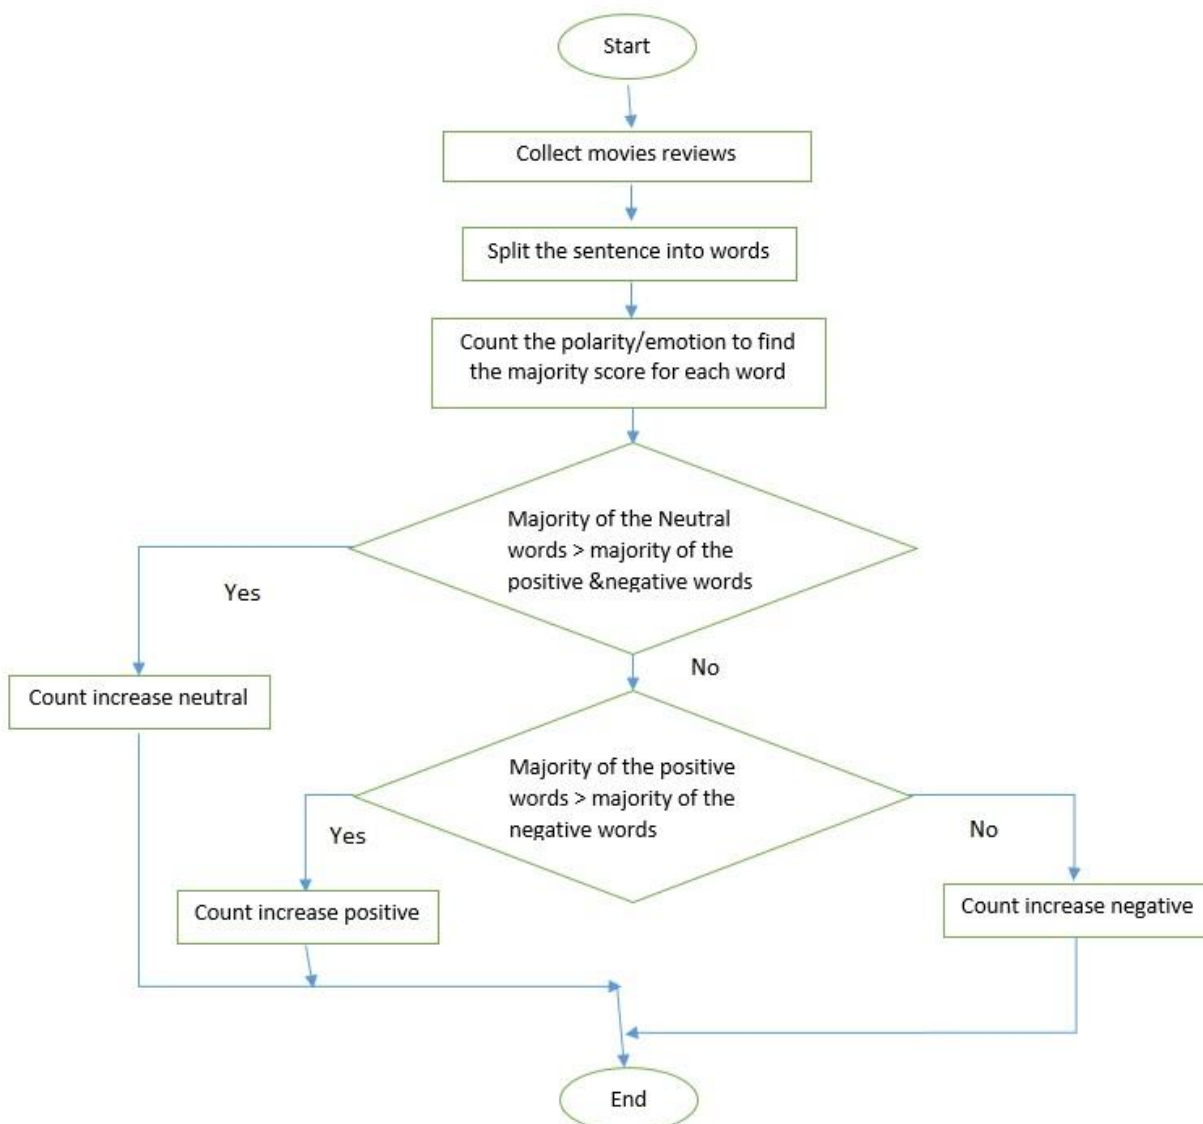 Start
Collect movies reviews
Split the sentence into words
Count the polarity/emotion to find
the majority score for each word
Majority of the Neutral
words > majority of the
positive &negative words
Yes
No
Count increase neutral
Majority of the positive
words > majority of the
negative words
Yes
No
Count increase positive
Count increase negative
End